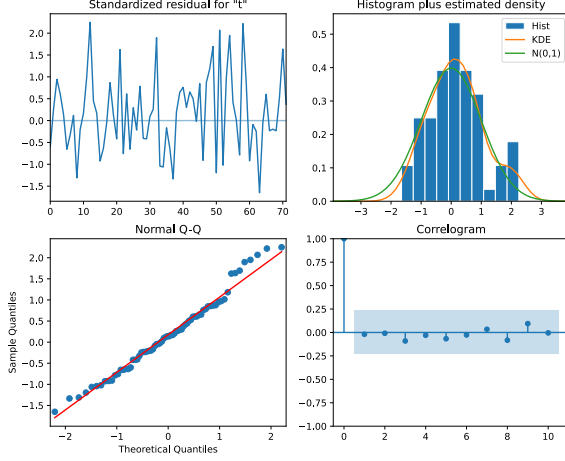 Standardized residual for "t"
2.0
1.5
1.0
0.5
0.0
−0.5
−1.0
−1.5
0 10 20 30 40 50 60 70
Histogram plus estimated density
Hist
KDE
N(0,1)
0.5
0.4
0.3
0.2
0.1
0.0
−3 −2 −1 0 1 2 3
Normal Q-Q
Sample Quantiles
2.0
1.5
1.0
0.5
0.0
−0.5
−1.0
−1.5
−2 −1 0 1 2
Theoretical Quantiles
Correlogram
1.00
0.75
0.50
0.25
0.00
−0.25
−0.50
−0.75
−1.00
0 2 4 6 8 10